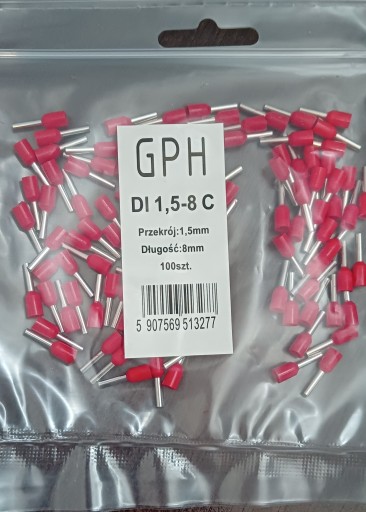 GPH
DI 1,5-8 C
Przekrój:1,5mm
Długość:8mm
100szt.
5 907569 513277